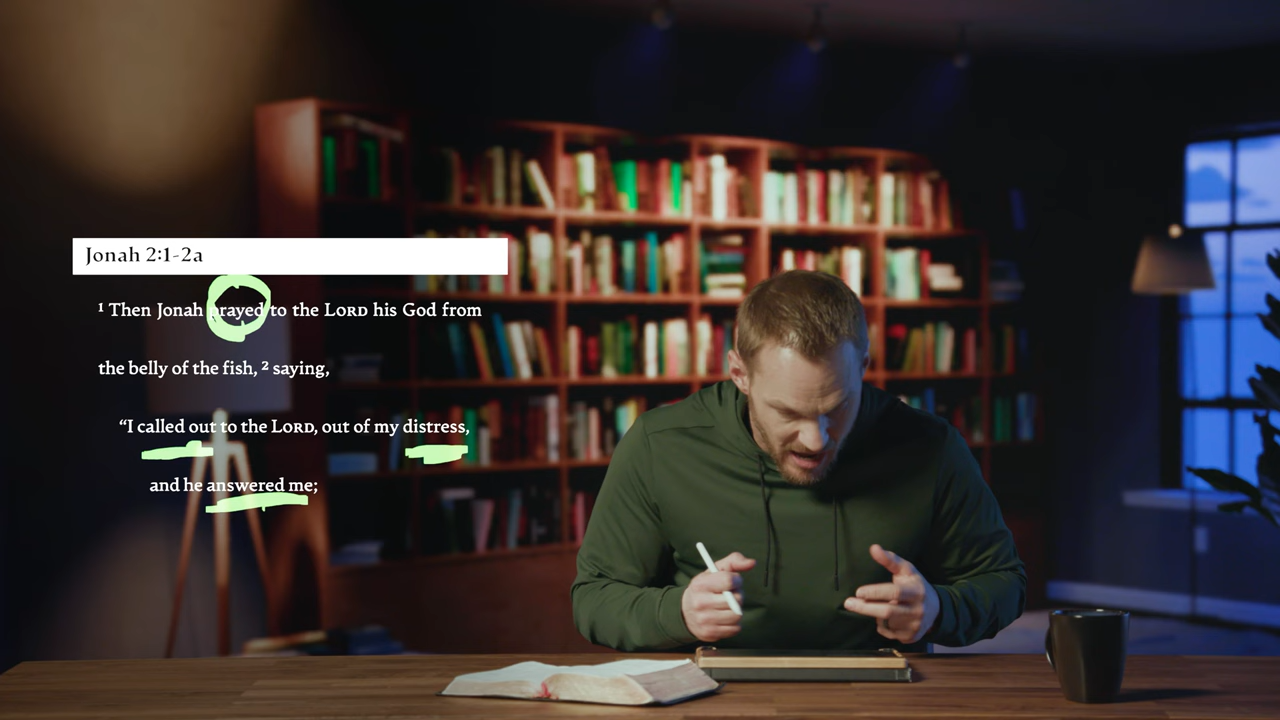 Jonah 2:1-2a
¹ Then Jonah prayed to the LORD his God from
the belly of the fish, ² saying,
“I called out to the LORD, out of my distress,
and he answered me;